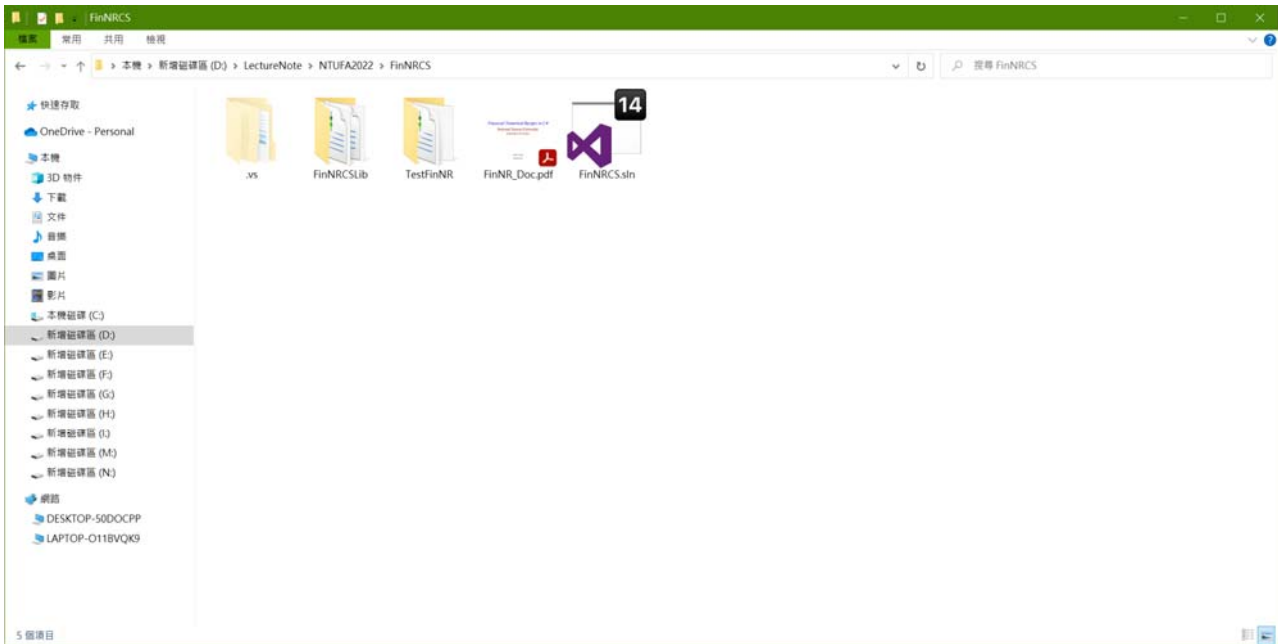 FinNRCS
檔案 常用 共用 檢視
本機 › 新增磁碟區 (D:) › LectureNote › NTUFA2022 › FinNRCS
搜尋 FinNRCS
快速存取
OneDrive - Personal
本機
3D 物件
下載
文件
音樂
桌面
圖片
影片
本機磁碟 (C:)
新增磁碟區 (D:)
新增磁碟區 (E:)
新增磁碟區 (F:)
新增磁碟區 (G:)
新增磁碟區 (H:)
新增磁碟區 (I:)
新增磁碟區 (M:)
新增磁碟區 (N:)
網路
DESKTOP-50DOCPP
LAPTOP-O11BVQK9
14
.vs FinNRCSLib TestFinNR FinNR_Doc.pdf FinNRCS.sln
5 個項目